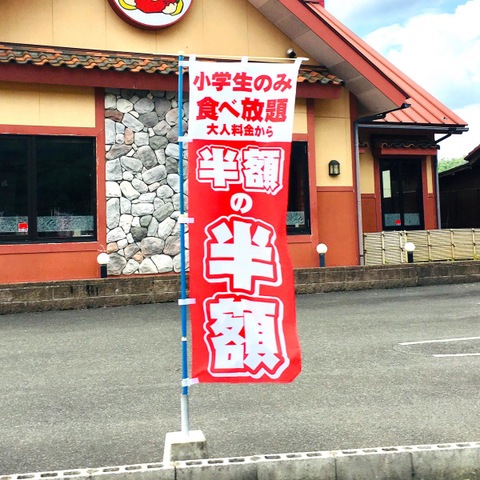 小学生のみ
食べ放題
大人料金から
半額
の
半
額